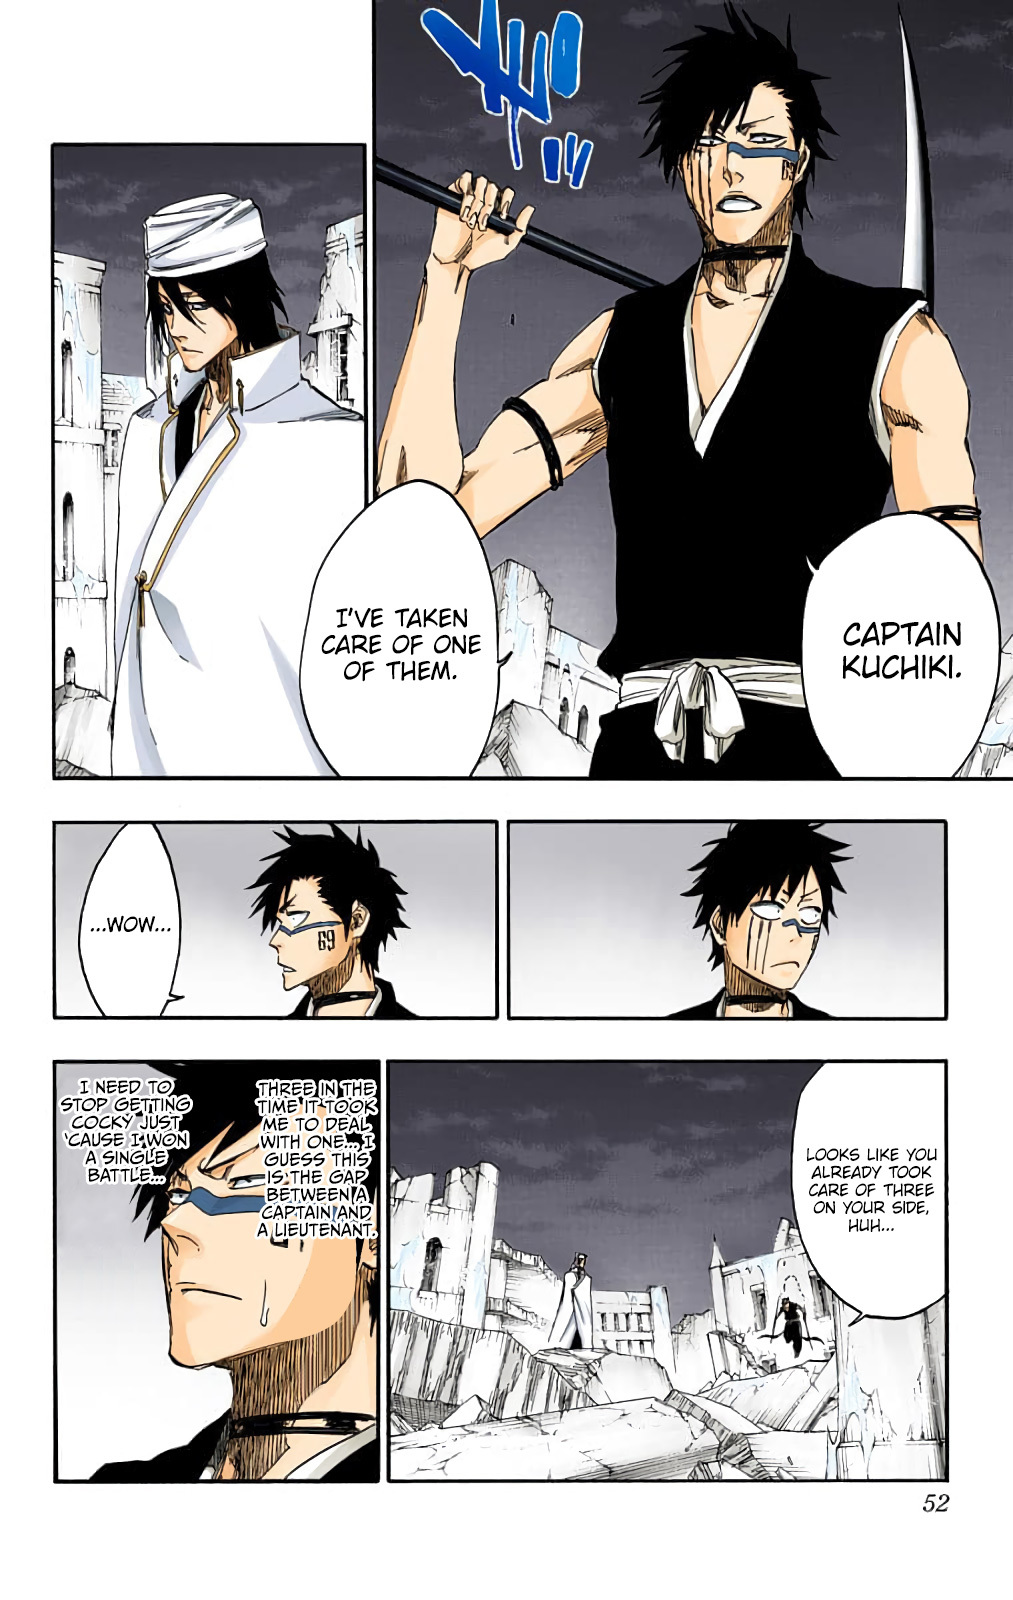 CAPTAIN
KUCHIKI.
I'VE TAKEN
CARE OF ONE
OF THEM.
69
...WOW...
69
LOOKS LIKE YOU
ALREADY TOOK
CARE OF THREE
ON YOUR SIDE,
HUH...
THREE IN THE
TIME IT TOOK
ME TO DEAL
WITH ONE... I
GUESS THIS
IS THE GAP
BETWEEN A
CAPTAIN AND
A LIEUTENANT.
I NEED TO
STOP GETTING
COCKY JUST
'CAUSE I WON
A SINGLE
BATTLE...
52